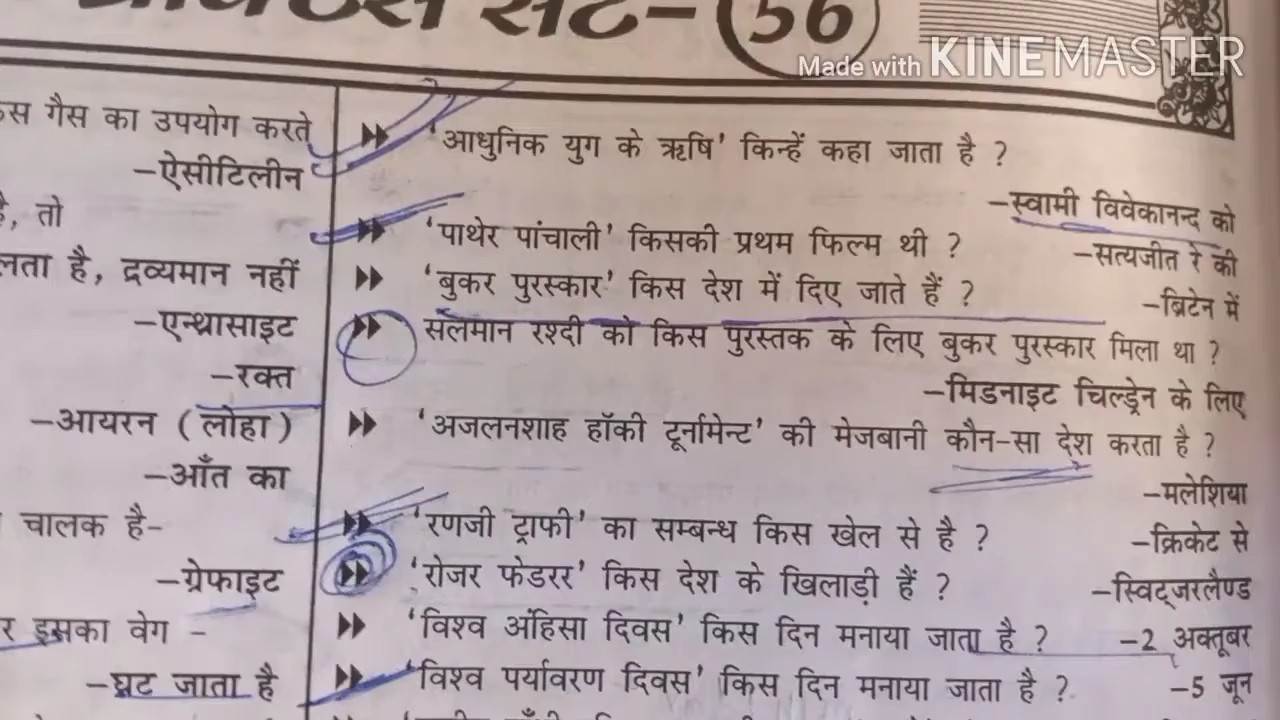 प्रैक्टिस सेट-56
Made with KINEMASTER
गैस का उपयोग करते
-ऐसीटिलीन
है, तो
है, द्रव्यमान नहीं
-एन्थ्रासाइट
-रक्त
-आयरन (लोहा)
-आँत का
चालक है-
-ग्रेफाइट
इसका वेग -
-घट जाता है
'आधुनिक युग के ऋषि' किन्हें कहा जाता है ?
-स्वामी विवेकानन्द को
'पाथेर पांचाली' किसकी प्रथम फिल्म थी ? -सत्यजीत रे की
'बुकर पुरस्कार' किस देश में दिए जाते हैं ? -ब्रिटेन में
सलमान रश्दी को किस पुरस्तक के लिए बुकर पुरस्कार मिला था ?
-मिडनाइट चिल्ड्रेन के लिए
'अजलनशाह हॉकी टूर्नामेन्ट' की मेजबानी कौन-सा देश करता है ?
-मलेशिया
'रणजी ट्राफी' का सम्बन्ध किस खेल से है ? -क्रिकेट से
'रोजर फेडरर' किस देश के खिलाड़ी हैं ? -स्विट्जरलैण्ड
'विश्व अंहिसा दिवस' किस दिन मनाया जाता है ? -2 अक्तूबर
'विश्व पर्यावरण दिवस' किस दिन मनाया जाता है ? -5 जून